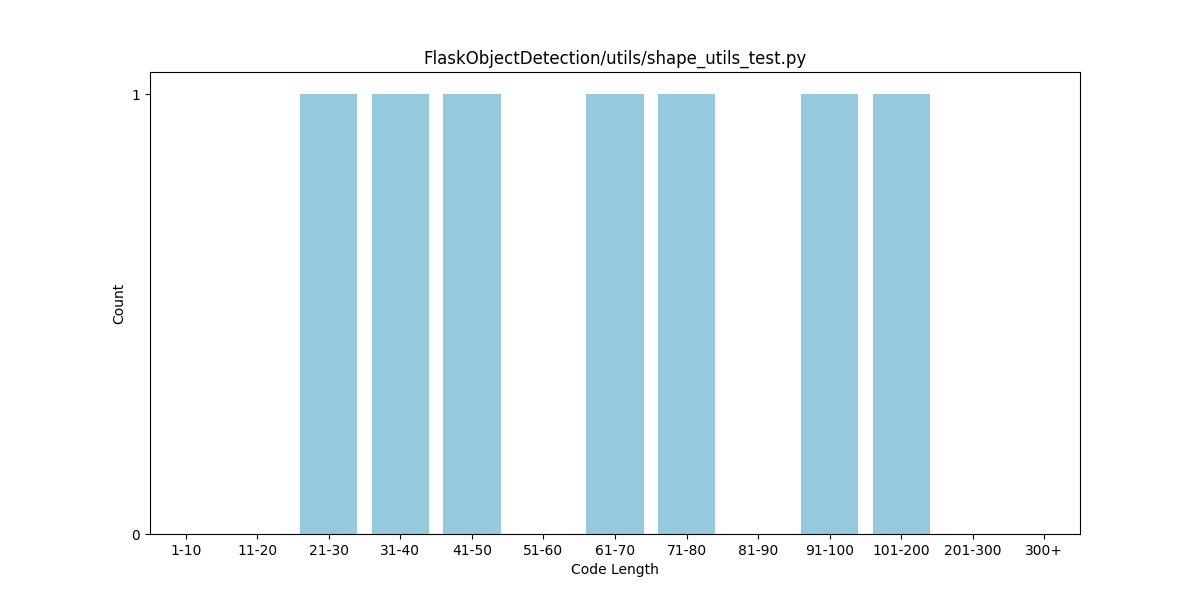 FlaskObjectDetection/utils/shape_utils_test.py
Count
1
0
1-10 11-20 21-30 31-40 41-50 51-60 61-70 71-80 81-90 91-100 101-200 201-300 300+
Code Length